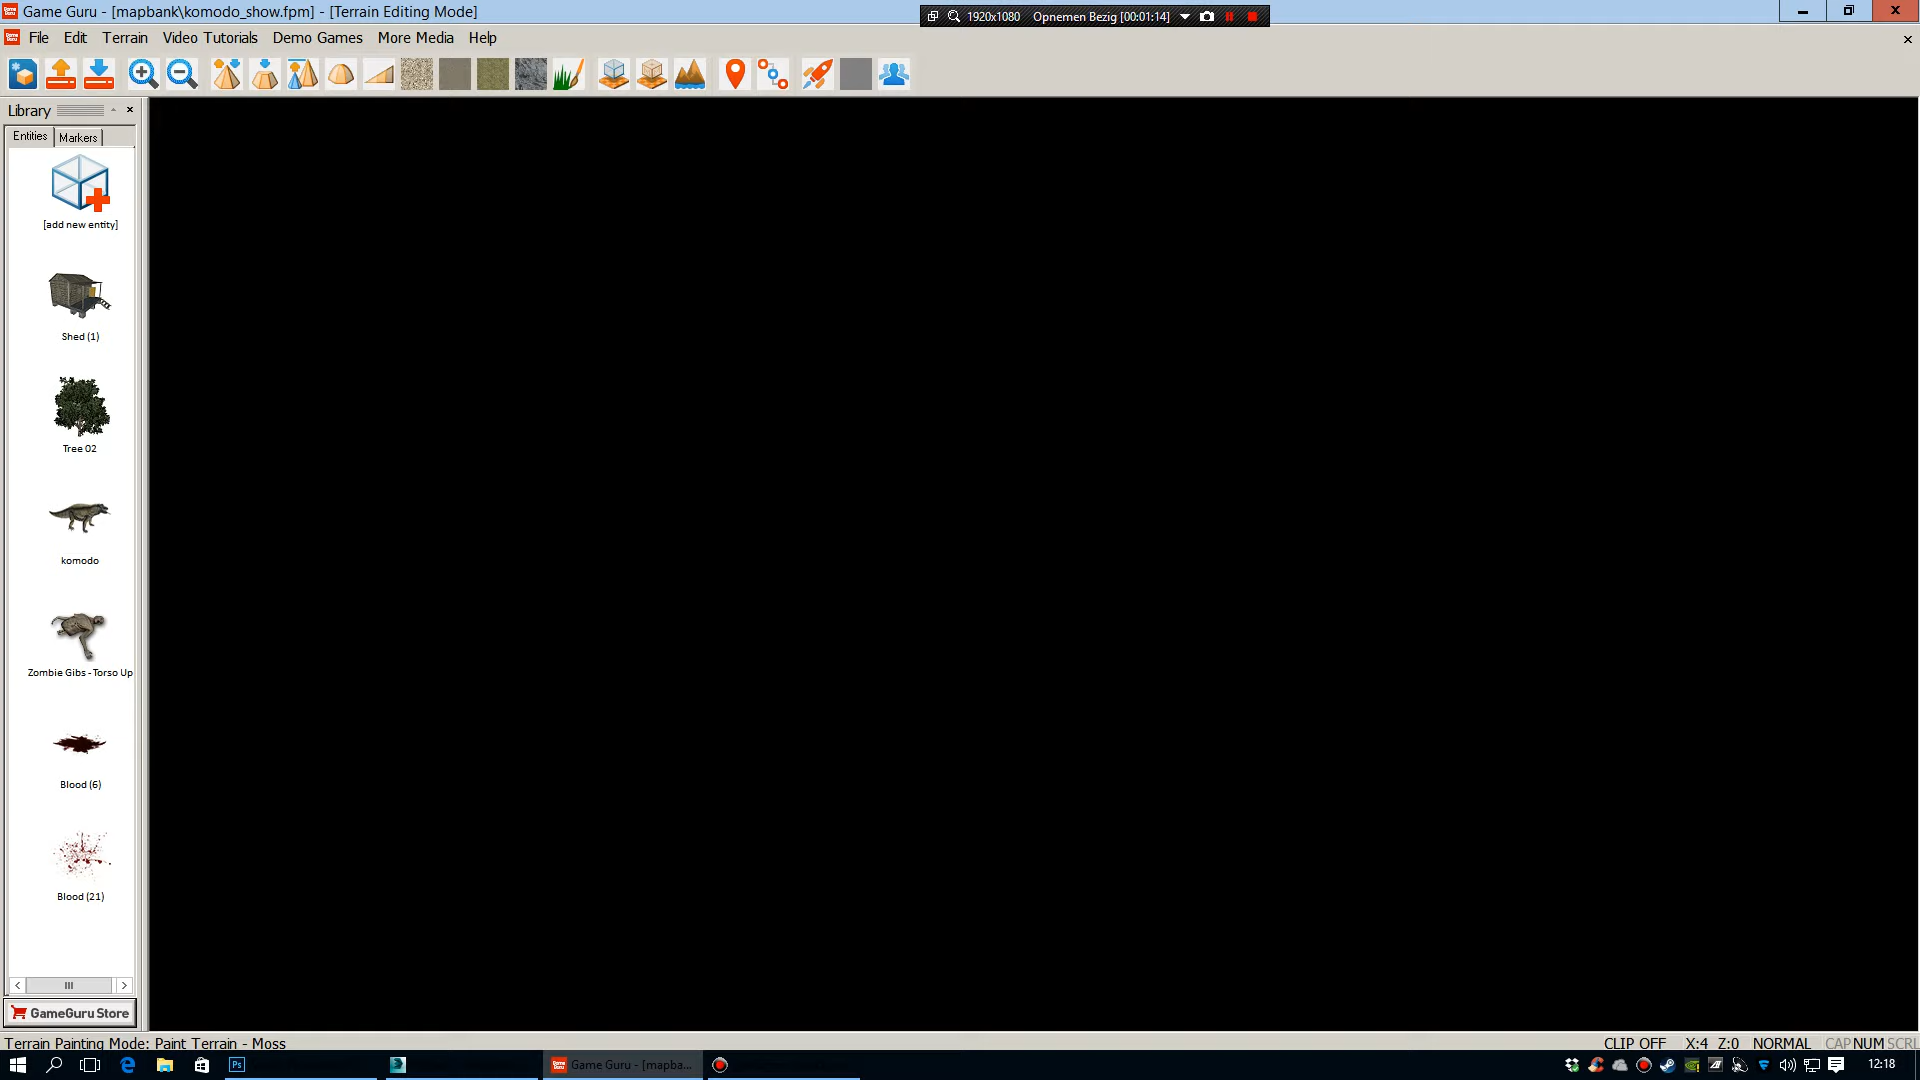 Game Guru - [mapbank\komodo_show.fpm] - [Terrain Editing Mode]
1920x1080 Opnemen Bezig [00:01:14]
File Edit Terrain Video Tutorials Demo Games More Media Help
Library
Entities Markers
[add new entity]
Shed (1)
Tree 02
komodo
Zombie Gibs - Torso Up
Blood (6)
Blood (21)
GameGuru Store
Terrain Painting Mode: Paint Terrain - Moss
CLIP OFF X:4 Z:0 NORMAL CAP NUM SCRL
Ps
Game Guru - [mapba...
12:18